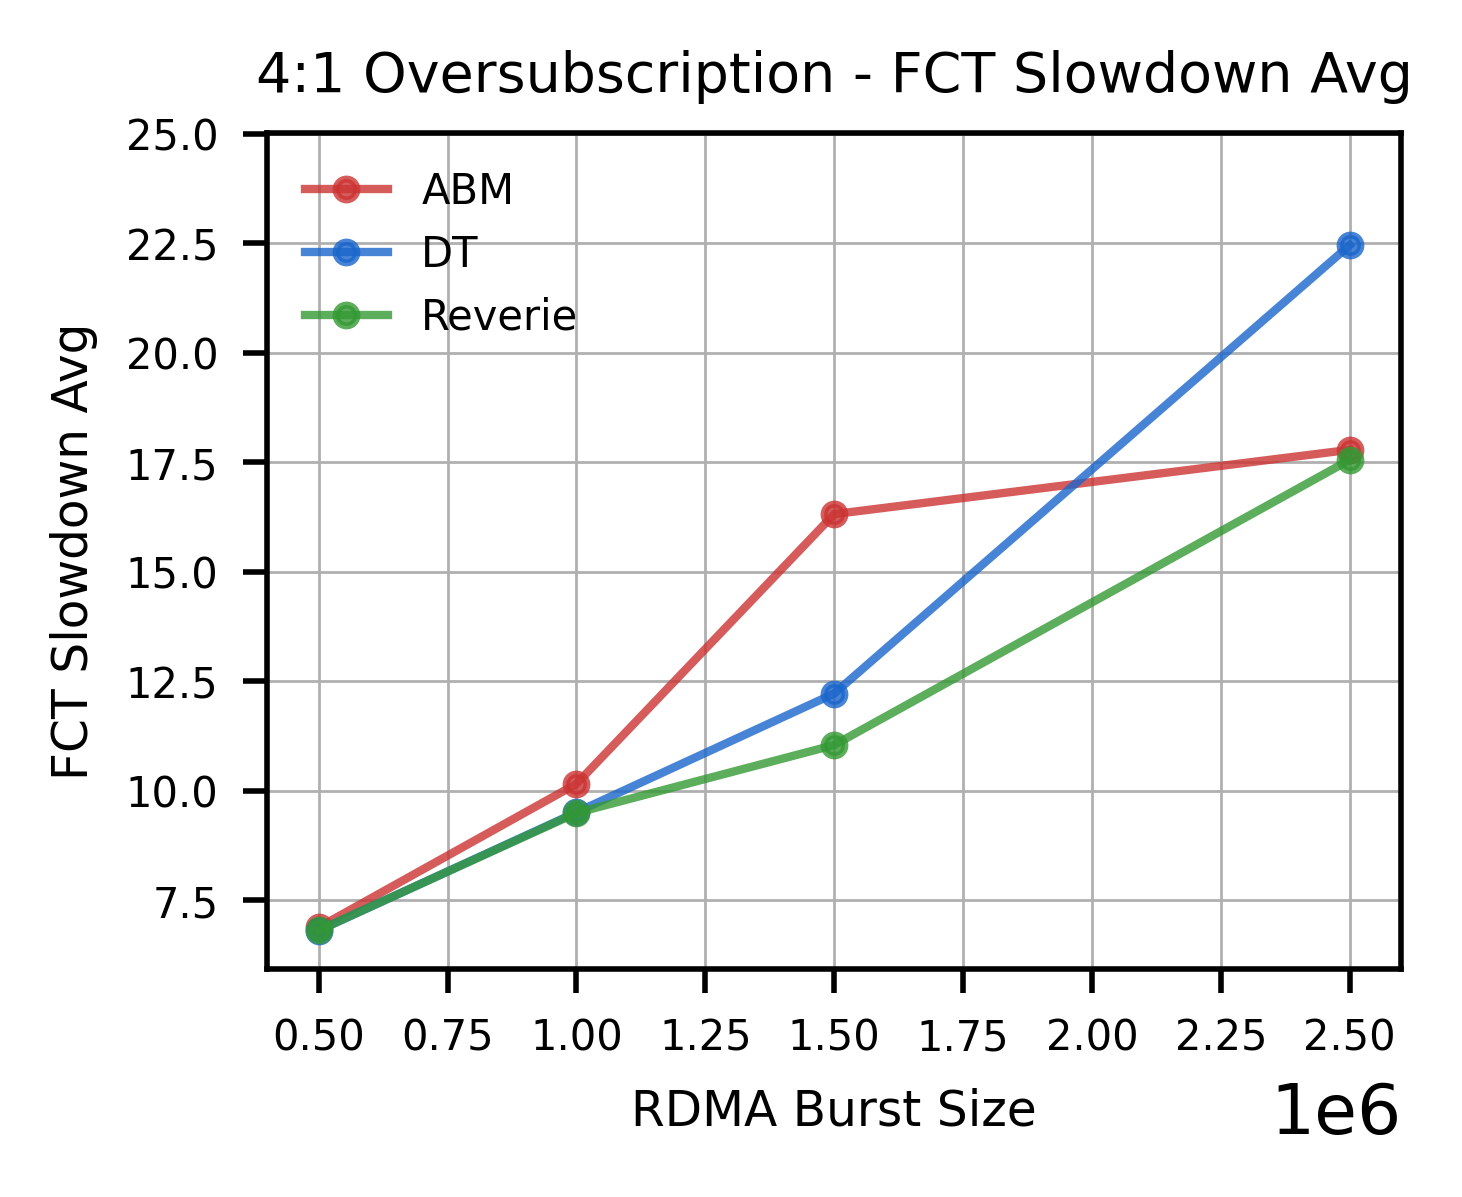 4:1 Oversubscription - FCT Slowdown Avg
25.0
22.5
20.0
17.5
15.0
12.5
10.0
7.5
FCT Slowdown Avg
ABM
DT
Reverie
0.50 0.75 1.00 1.25 1.50 1.75 2.00 2.25 2.50
RDMA Burst Size
1e6